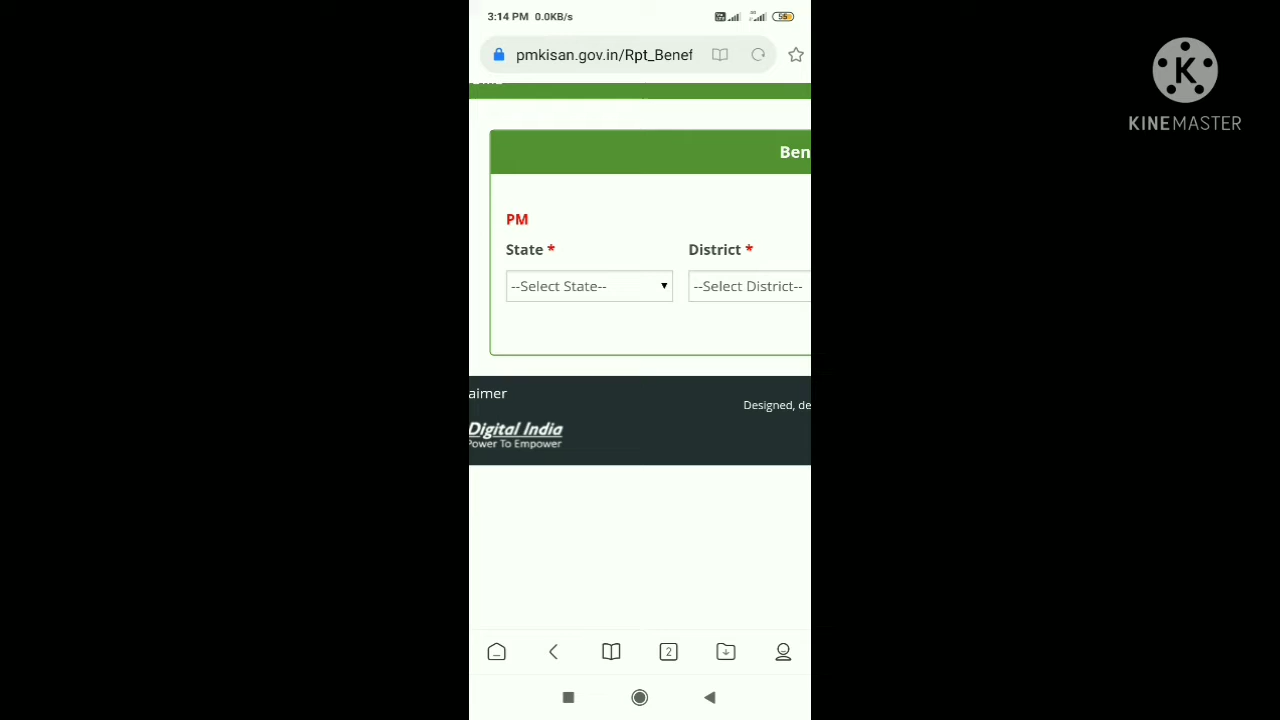 3:14 PM 0.0KB/s 55
pmkisan.gov.in/Rpt_Benef
K
KINEMASTER
Ben
PM
State * District *
--Select State-- --Select District--
aimer
Designed, de
Digital India
Power To Empower
2